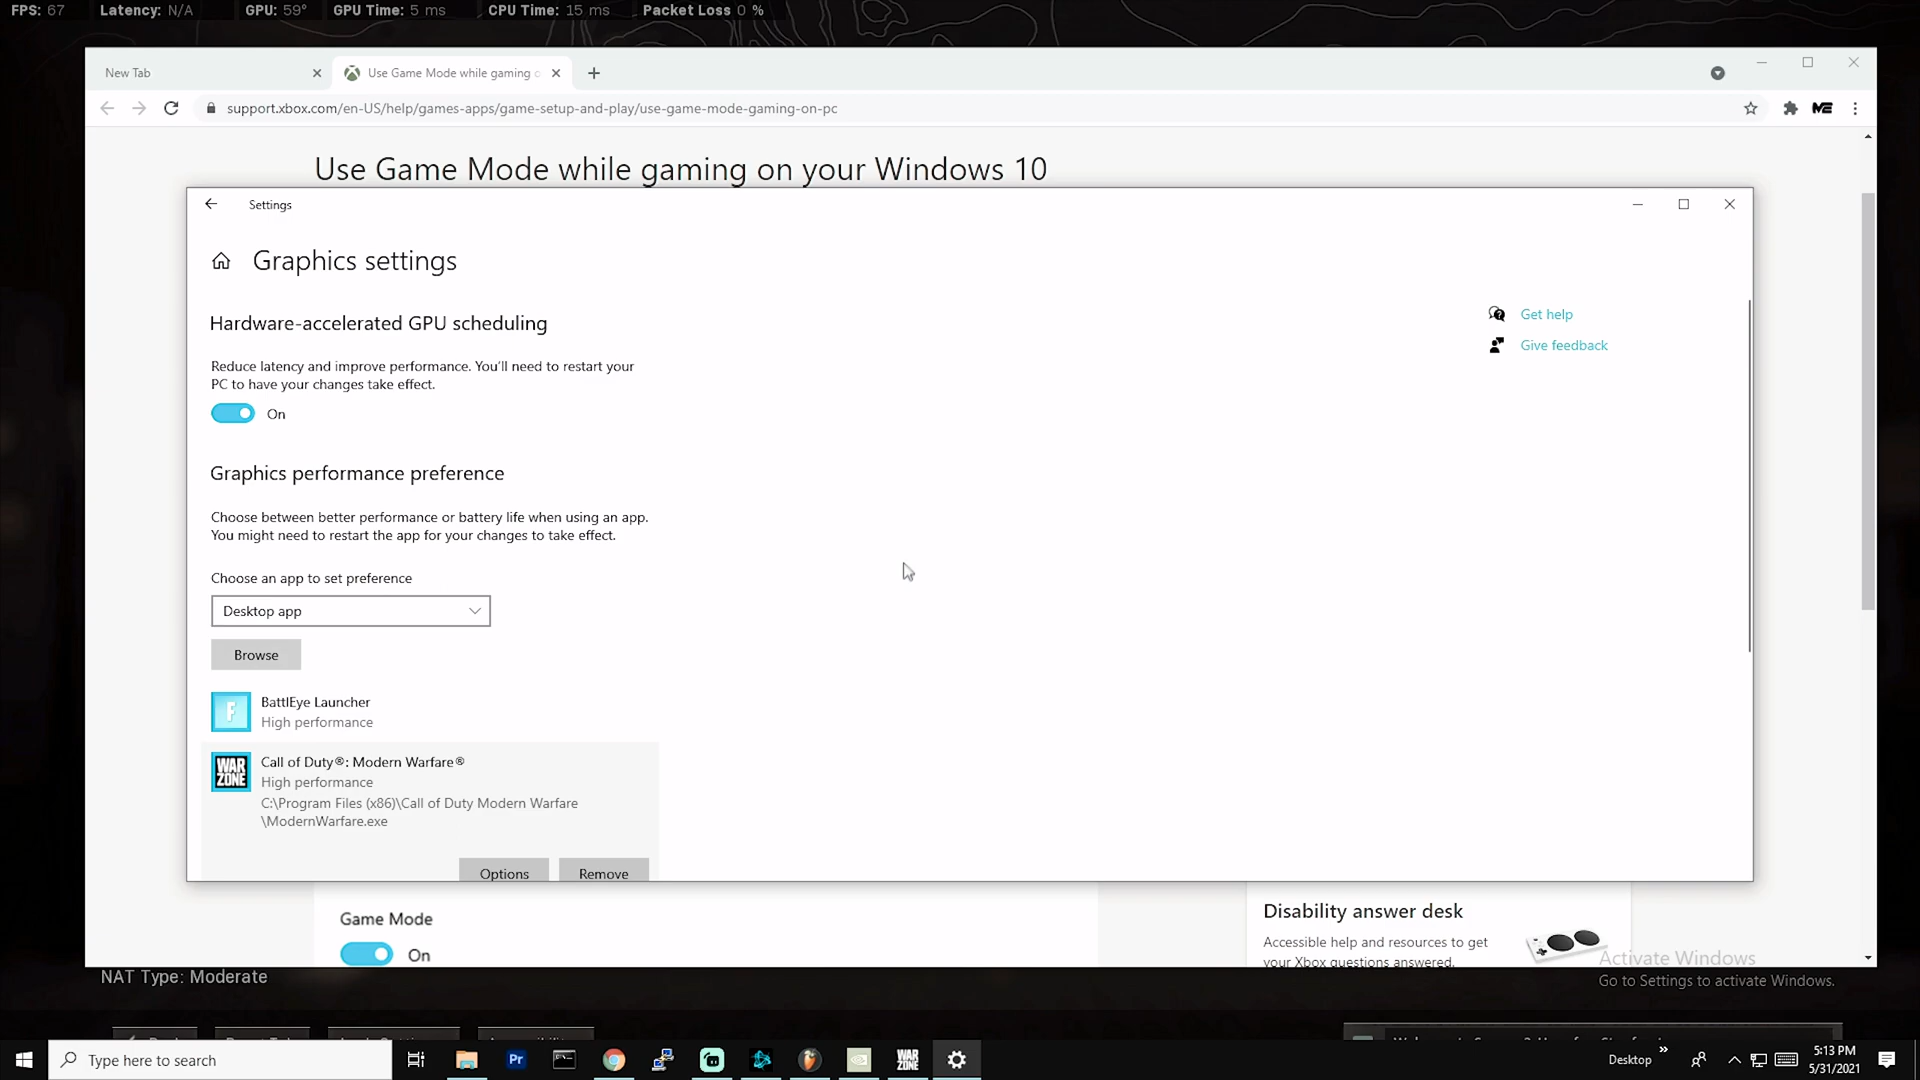 FPS: 67 Latency: N/A GPU: 59° GPU Time: 5 ms CPU Time: 15 ms Packet Loss 0 %
New Tab
Use Game Mode while gaming o
support.xbox.com/en-US/help/games-apps/game-setup-and-play/use-game-mode-gaming-on-pc
Use Game Mode while gaming on your Windows 10
Settings
Graphics settings
Hardware-accelerated GPU scheduling
Reduce latency and improve performance. You'll need to restart your
PC to have your changes take effect.
On
Get help
Give feedback
Graphics performance preference
Choose between better performance or battery life when using an app.
You might need to restart the app for your changes to take effect.
Choose an app to set preference
Desktop app
Browse
BattlEye Launcher
High performance
WAR
ZONE
Call of Duty®: Modern Warfare®
High performance
C:\Program Files (x86)\Call of Duty Modern Warfare
\ModernWarfare.exe
Options Remove
Game Mode
On
Disability answer desk
Accessible help and resources to get
your Xbox questions answered.
Activate Windows
Go to Settings to activate Windows.
NAT Type: Moderate
Type here to search
Pr
WAR
ZONE
Desktop
5:13 PM
5/31/2021